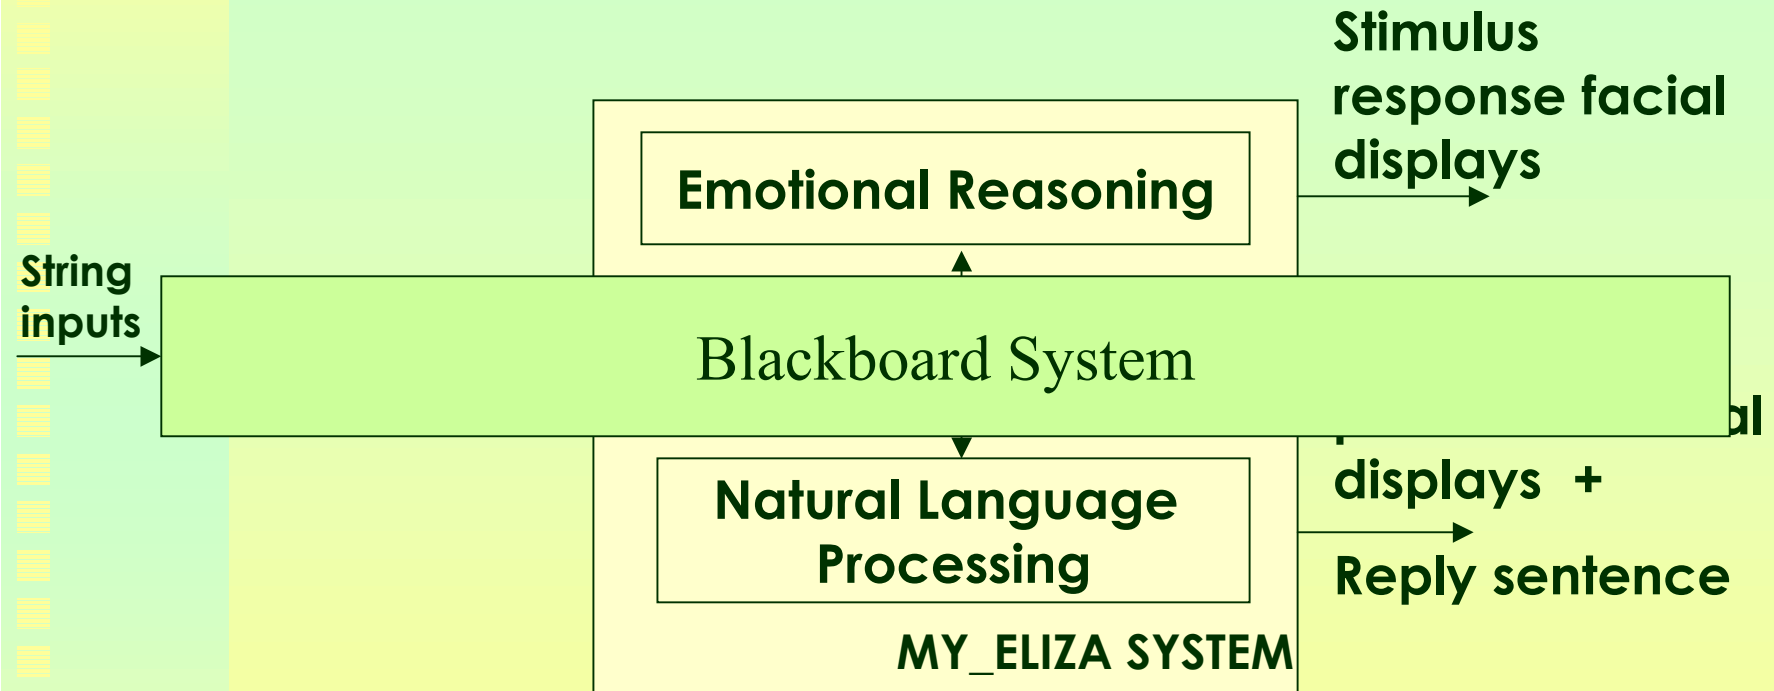 Stimulus
response facial
displays
Emotional Reasoning
String
inputs
Blackboard System
displays +
Natural Language
Processing
Reply sentence
MY_ELIZA SYSTEM